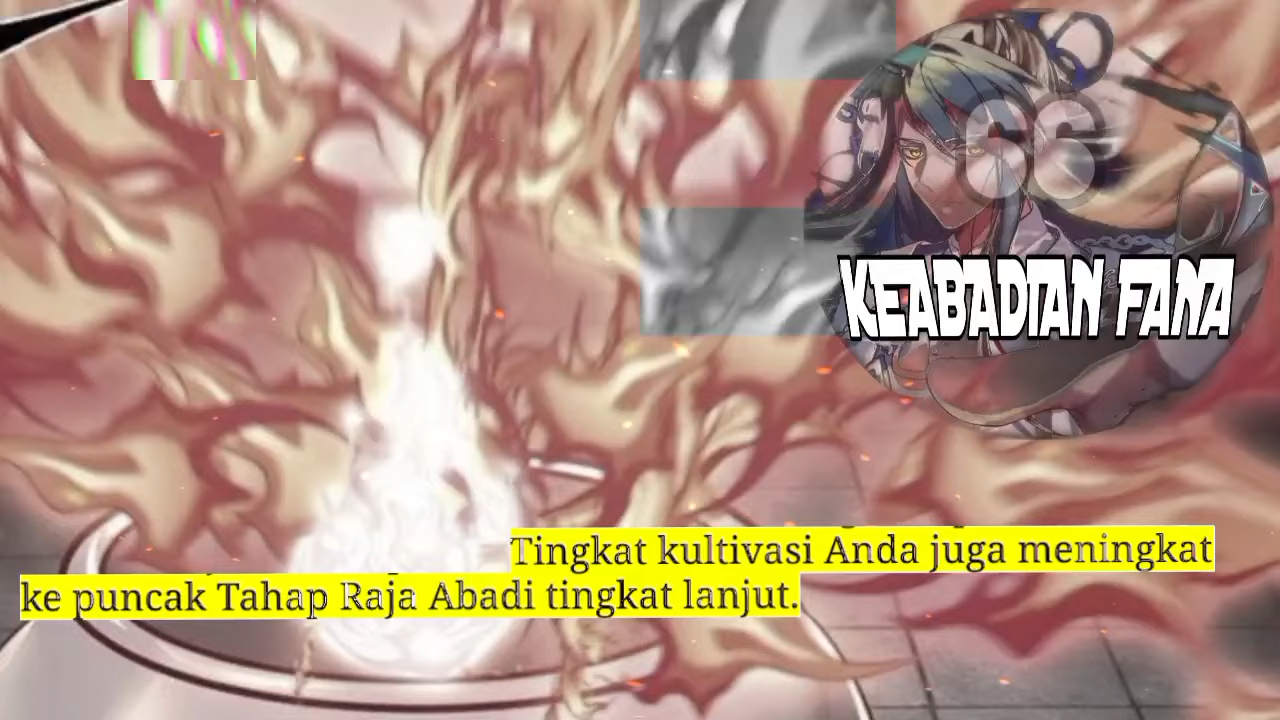 KEABADIAN FANA
Tingkat kultivasi Anda juga meningkat
ke puncak Tahap Raja Abadi tingkat lanjut.